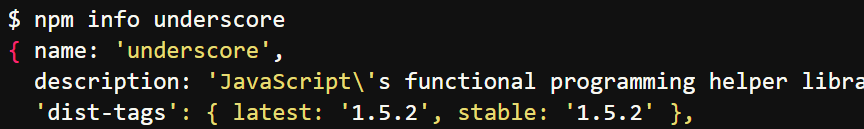 $ npm info underscore
{ name: 'underscore',
description: 'JavaScript\'s functional programming helper libra
'dist-tags': { latest: '1.5.2', stable: '1.5.2' },